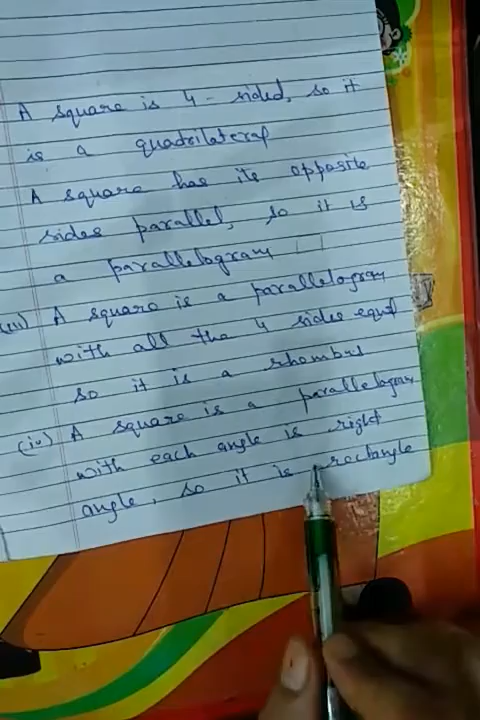 A square is 4 - sided, so it
is a quadrilateral
A square has its opposite
sides parallel, so it is
a parallelogram
(iii) A square is a parallelogram
with all the 4 sides equal
so it is a rhombus
(iv) A square is a parallelogram
with each angle is right
angle, so it is rectangle